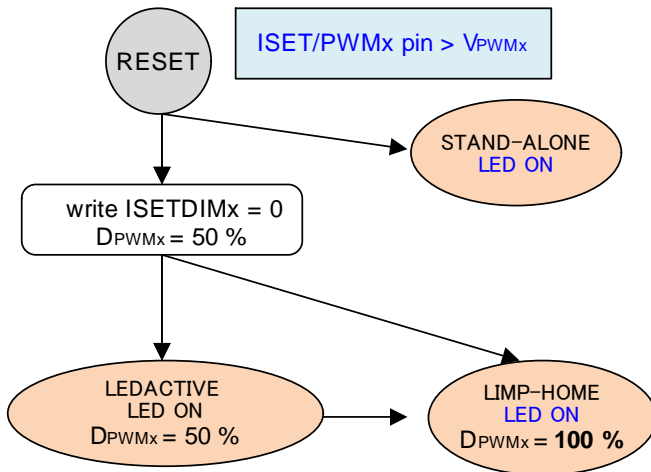 RESET
ISET/PWMx pin > VPWMx
STAND-ALONE
LED ON
write ISETDIMx = 0
DPWMx = 50 %
LEDACTIVE
LED ON
DPWMx = 50 %
LIMP-HOME
LED ON
DPWMx = 100 %